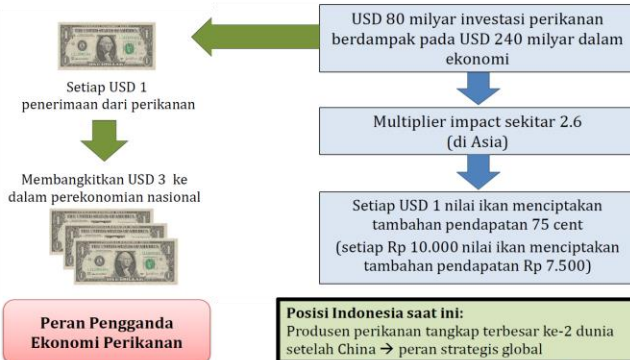 USD 80 milyar investasi perikanan
berdampak pada USD 240 milyar dalam
ekonomi
Setiap USD 1
penerimaan dari perikanan
Multiplier impact sekitar 2.6
(di Asia)
Membangkitkan USD 3 ke
dalam perekonomian nasional
Setiap USD 1 nilai ikan menciptakan
tambahan pendapatan 75 cent
(setiap Rp 10.000 nilai ikan menciptakan
tambahan pendapatan Rp 7.500)
Peran Pengganda
Ekonomi Perikanan
Posisi Indonesia saat ini:
Produsen perikanan tangkap terbesar ke-2 dunia
setelah China → peran strategis global